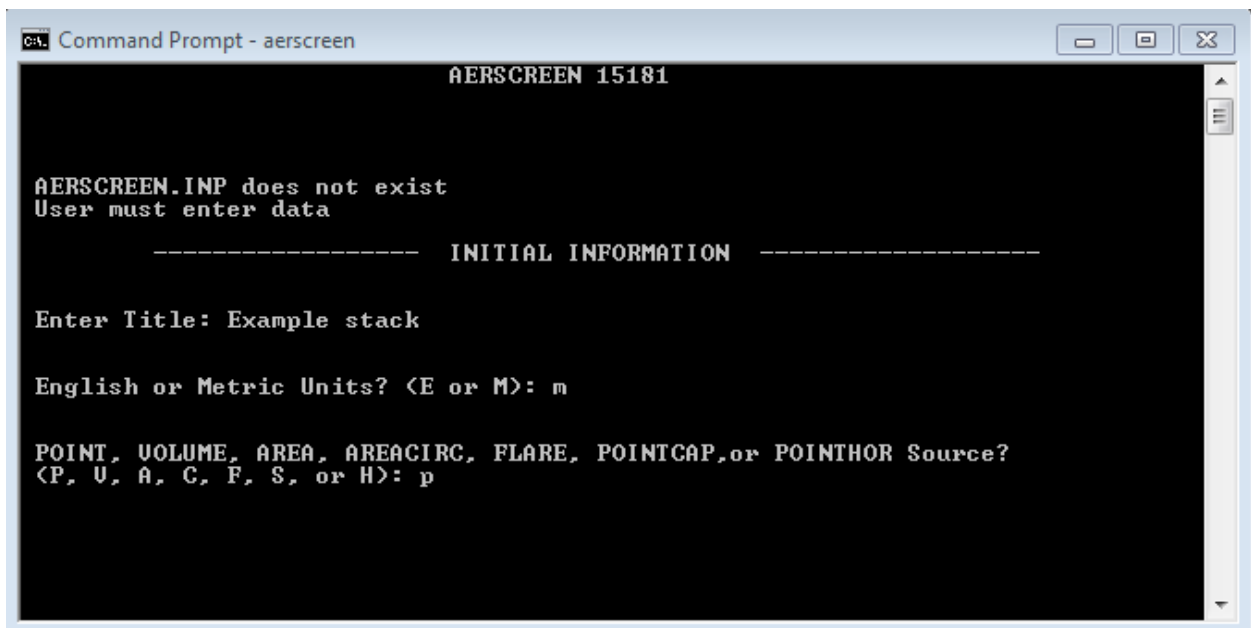 Command Prompt - aerscreen
AERSCREEN 15181
AERSCREEN.INP does not exist
User must enter data
------------------ INITIAL INFORMATION -------------------
Enter Title: Example stack
English or Metric Units? (E or M): m
POINT, VOLUME, AREA, AREACIRC, FLARE, POINTCAP,or POINTHOR Source?
(P, V, A, C, F, S, or H): p